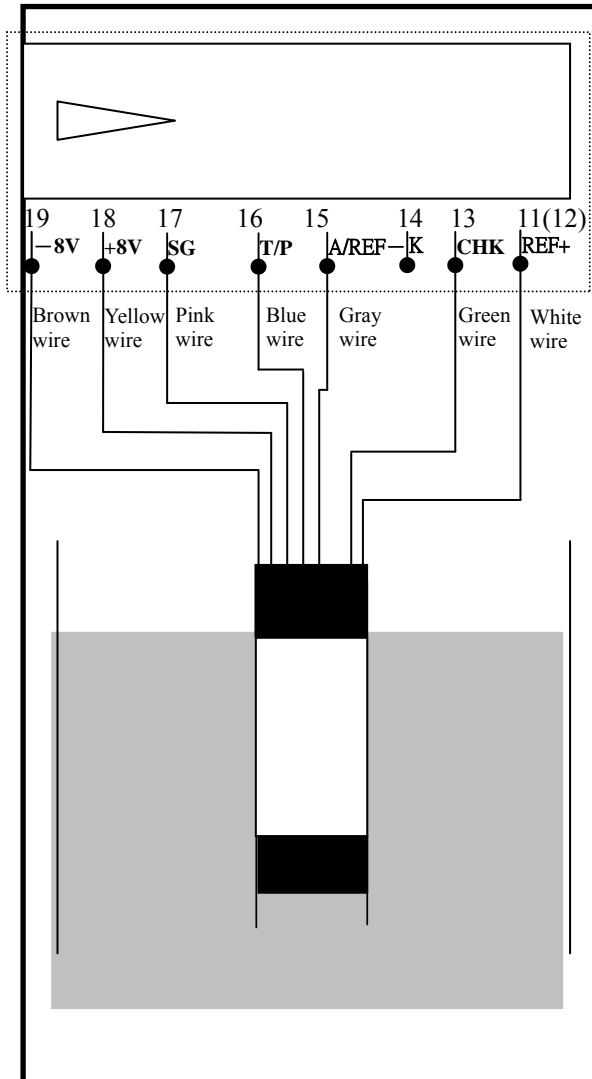 19 18 17 16 15 14 13 11(12)
－8V +8V SG T/P A/REF－K CHK REF+
Brown Yellow Pink Blue Gray Green White
wire wire wire wire wire wire wire